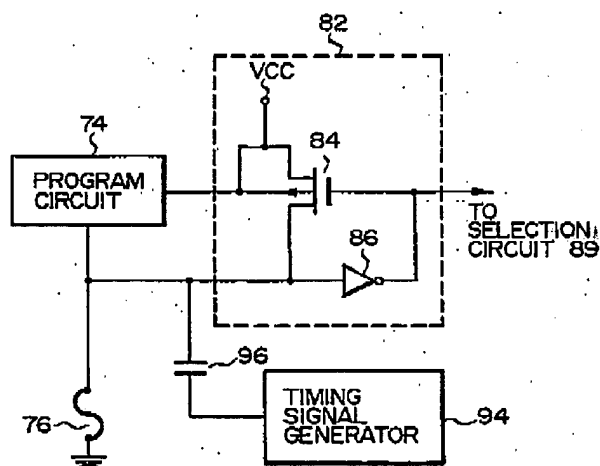 82
VCC
74
84
PROGRAM
CIRCUIT
TO
SELECTION
CIRCUIT 89
86
96
76
TIMING
SIGNAL
GENERATOR
94